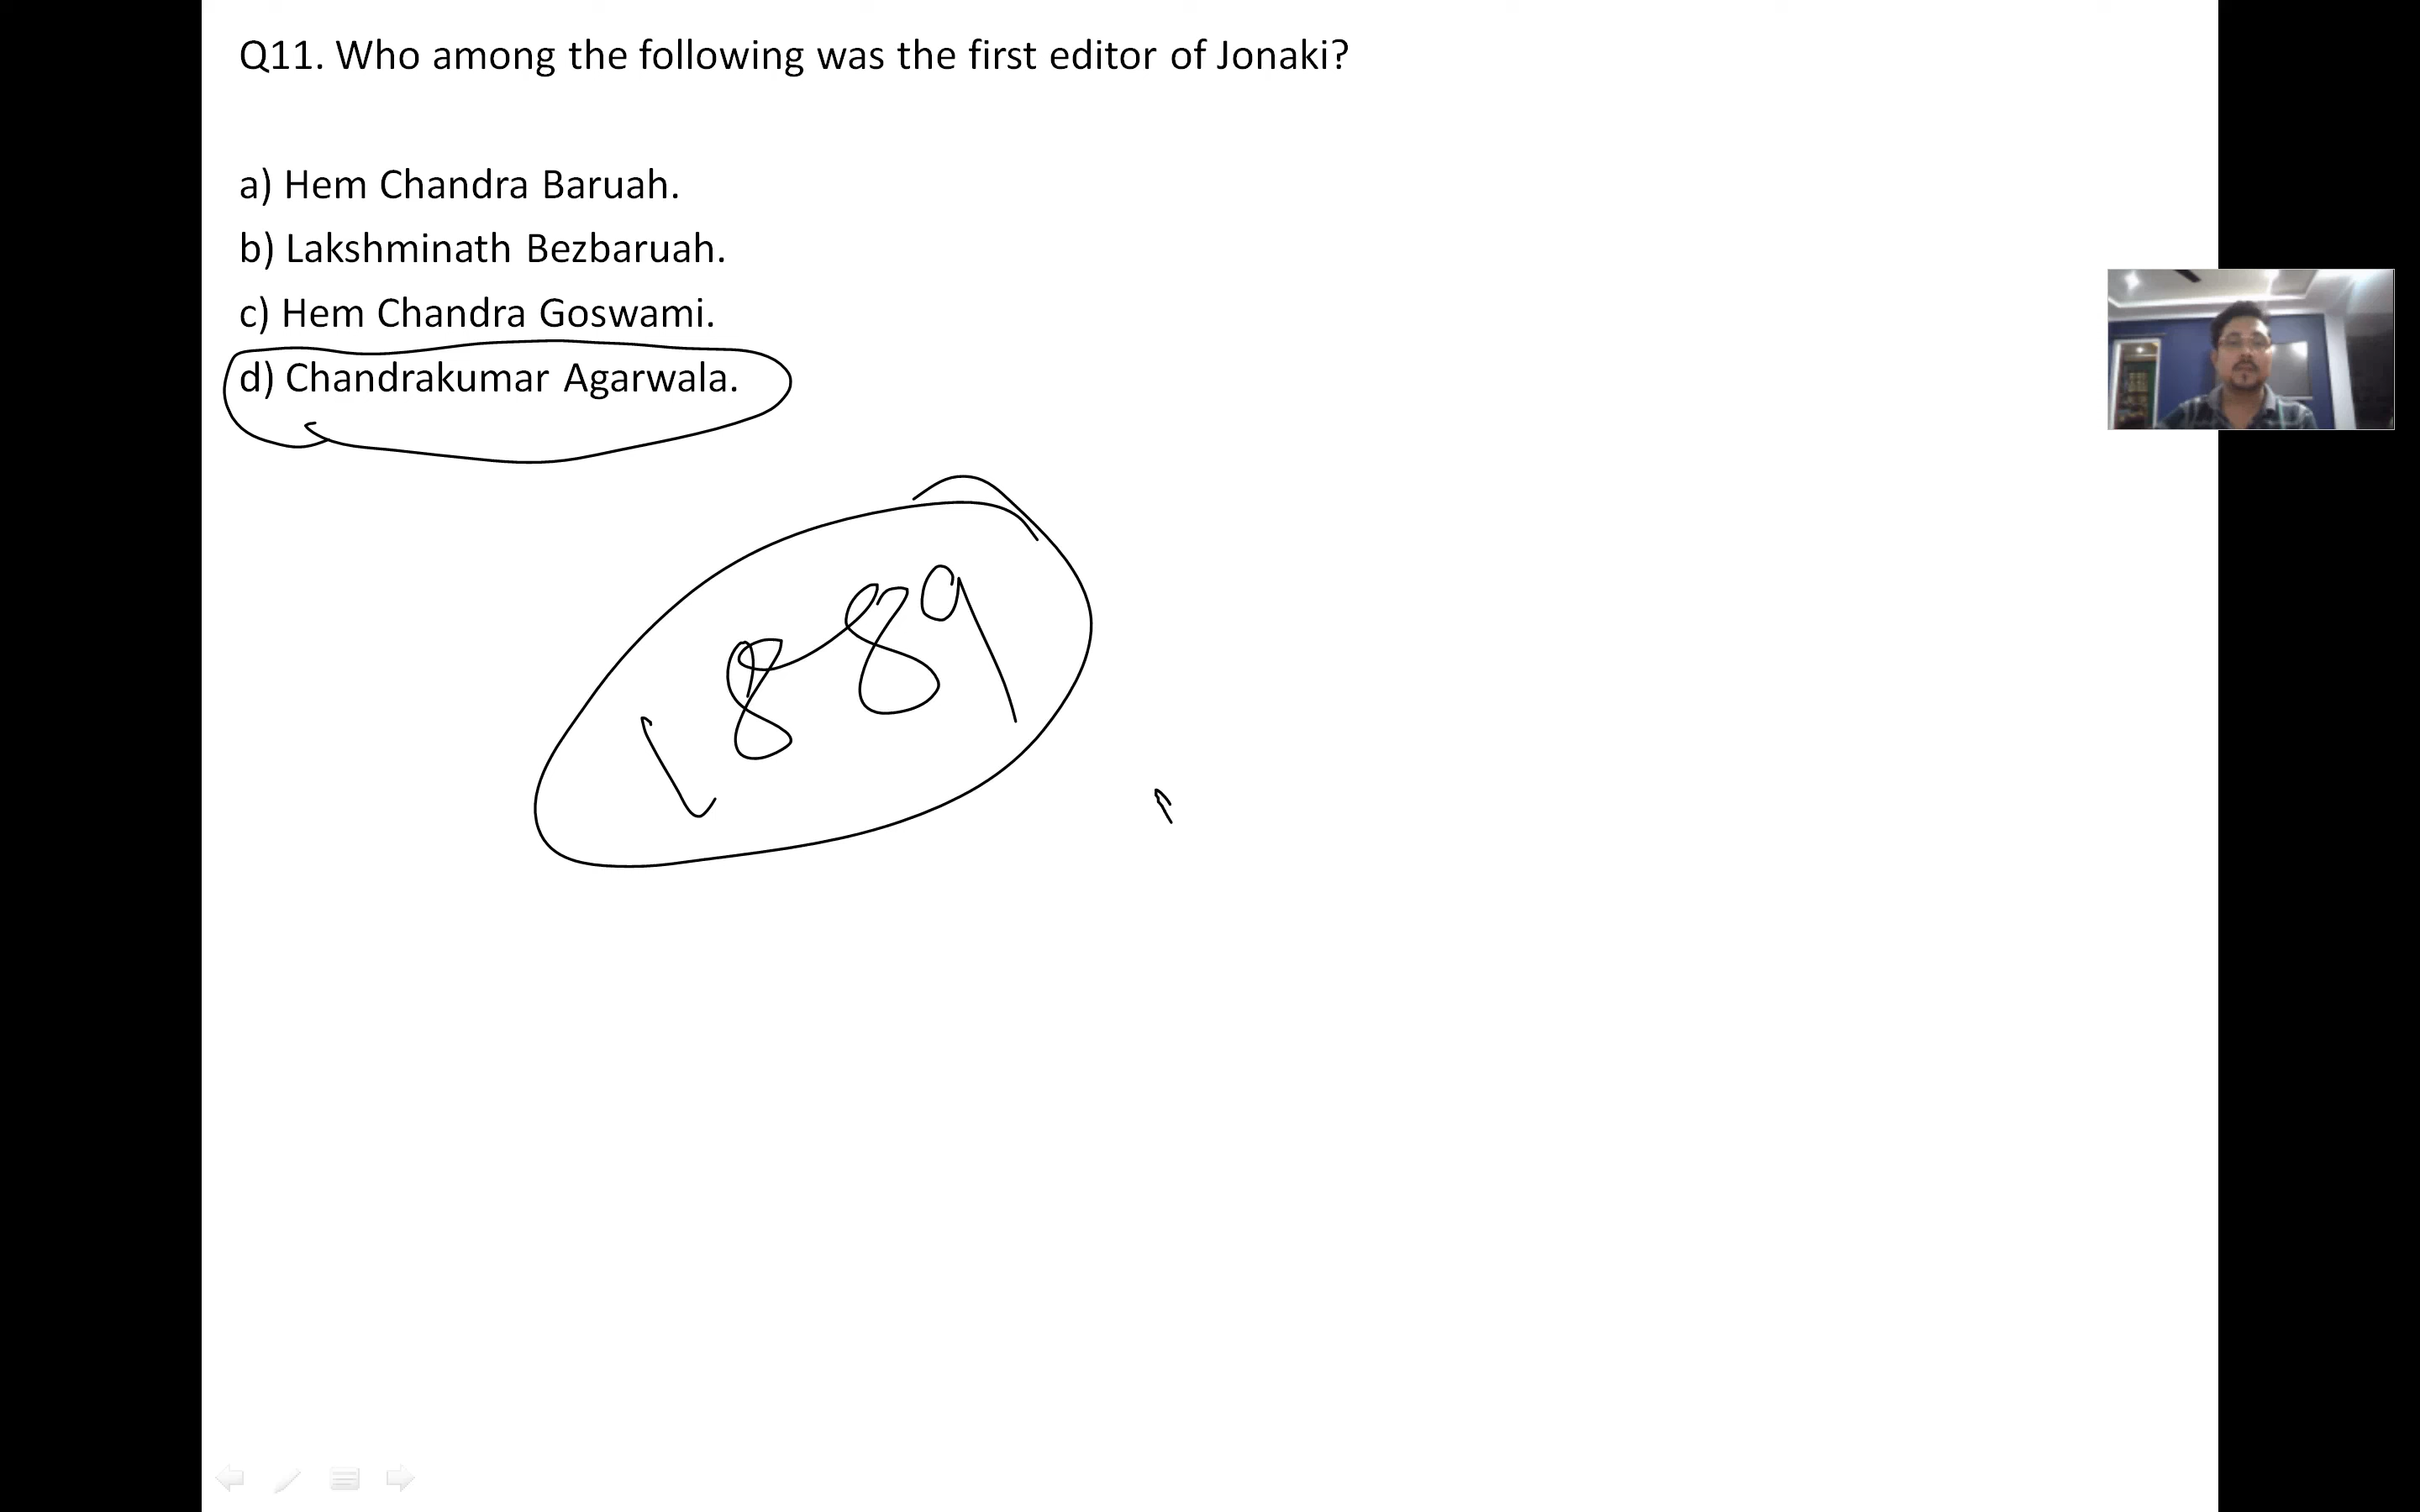 Q11. Who among the following was the first editor of Jonaki?
a) Hem Chandra Baruah.
b) Lakshminath Bezbaruah.
c) Hem Chandra Goswami.
d) Chandrakumar Agarwala.
1889